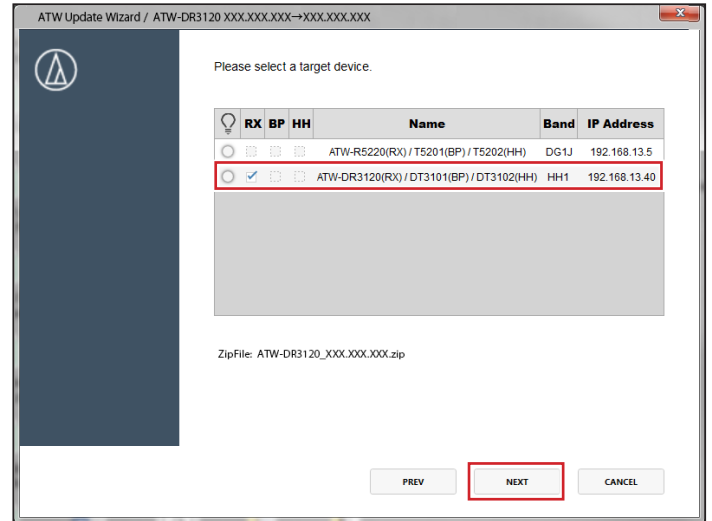 ATW Update Wizard / ATW-DR3120 XXX.XXX.XXX→XXX.XXX.XXX
Please select a target device.
RX BP HH Name Band IP Address
ATW-R5220(RX) / T5201(BP) / T5202(HH) DG1J 192.168.13.5
ATW-DR3120(RX) / DT3101(BP) / DT3102(HH) HH1 192.168.13.40
ZipFile: ATW-DR3120_XXX.XXX.XXX.zip
PREV NEXT CANCEL